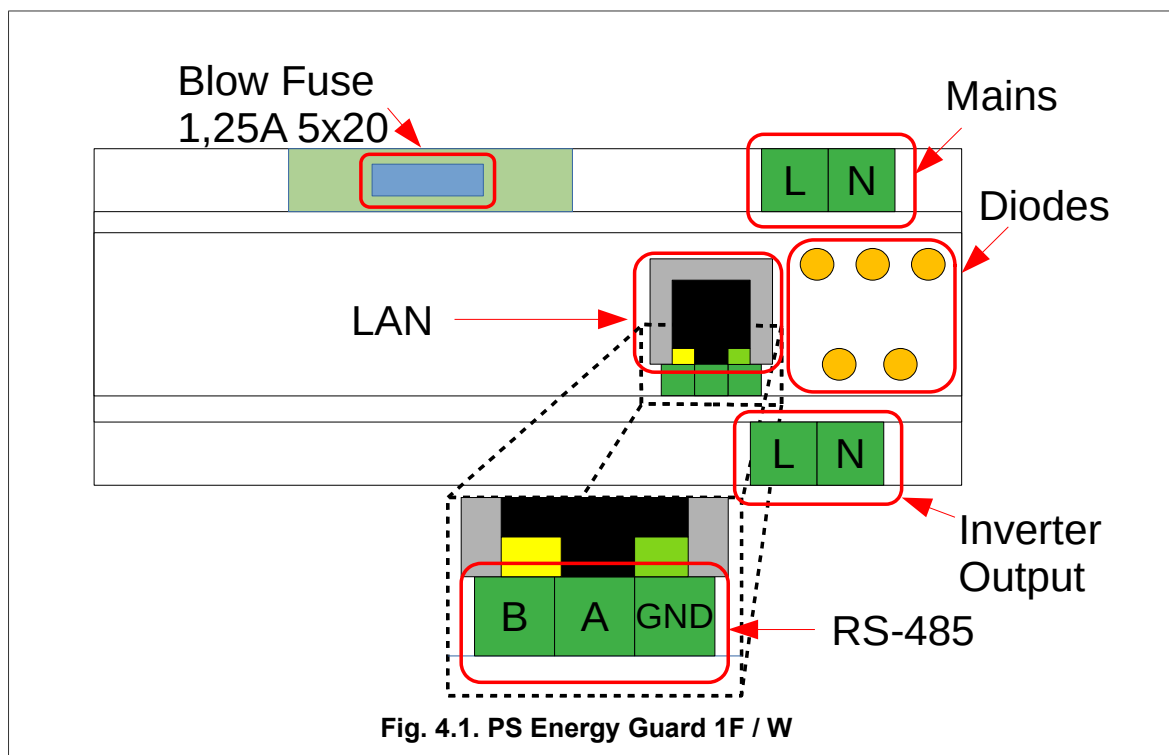 Blow Fuse
1,25A 5x20
Mains
L N
Diodes
LAN
L N
Inverter
Output
B A GND
RS-485
Fig. 4.1. PS Energy Guard 1F / W